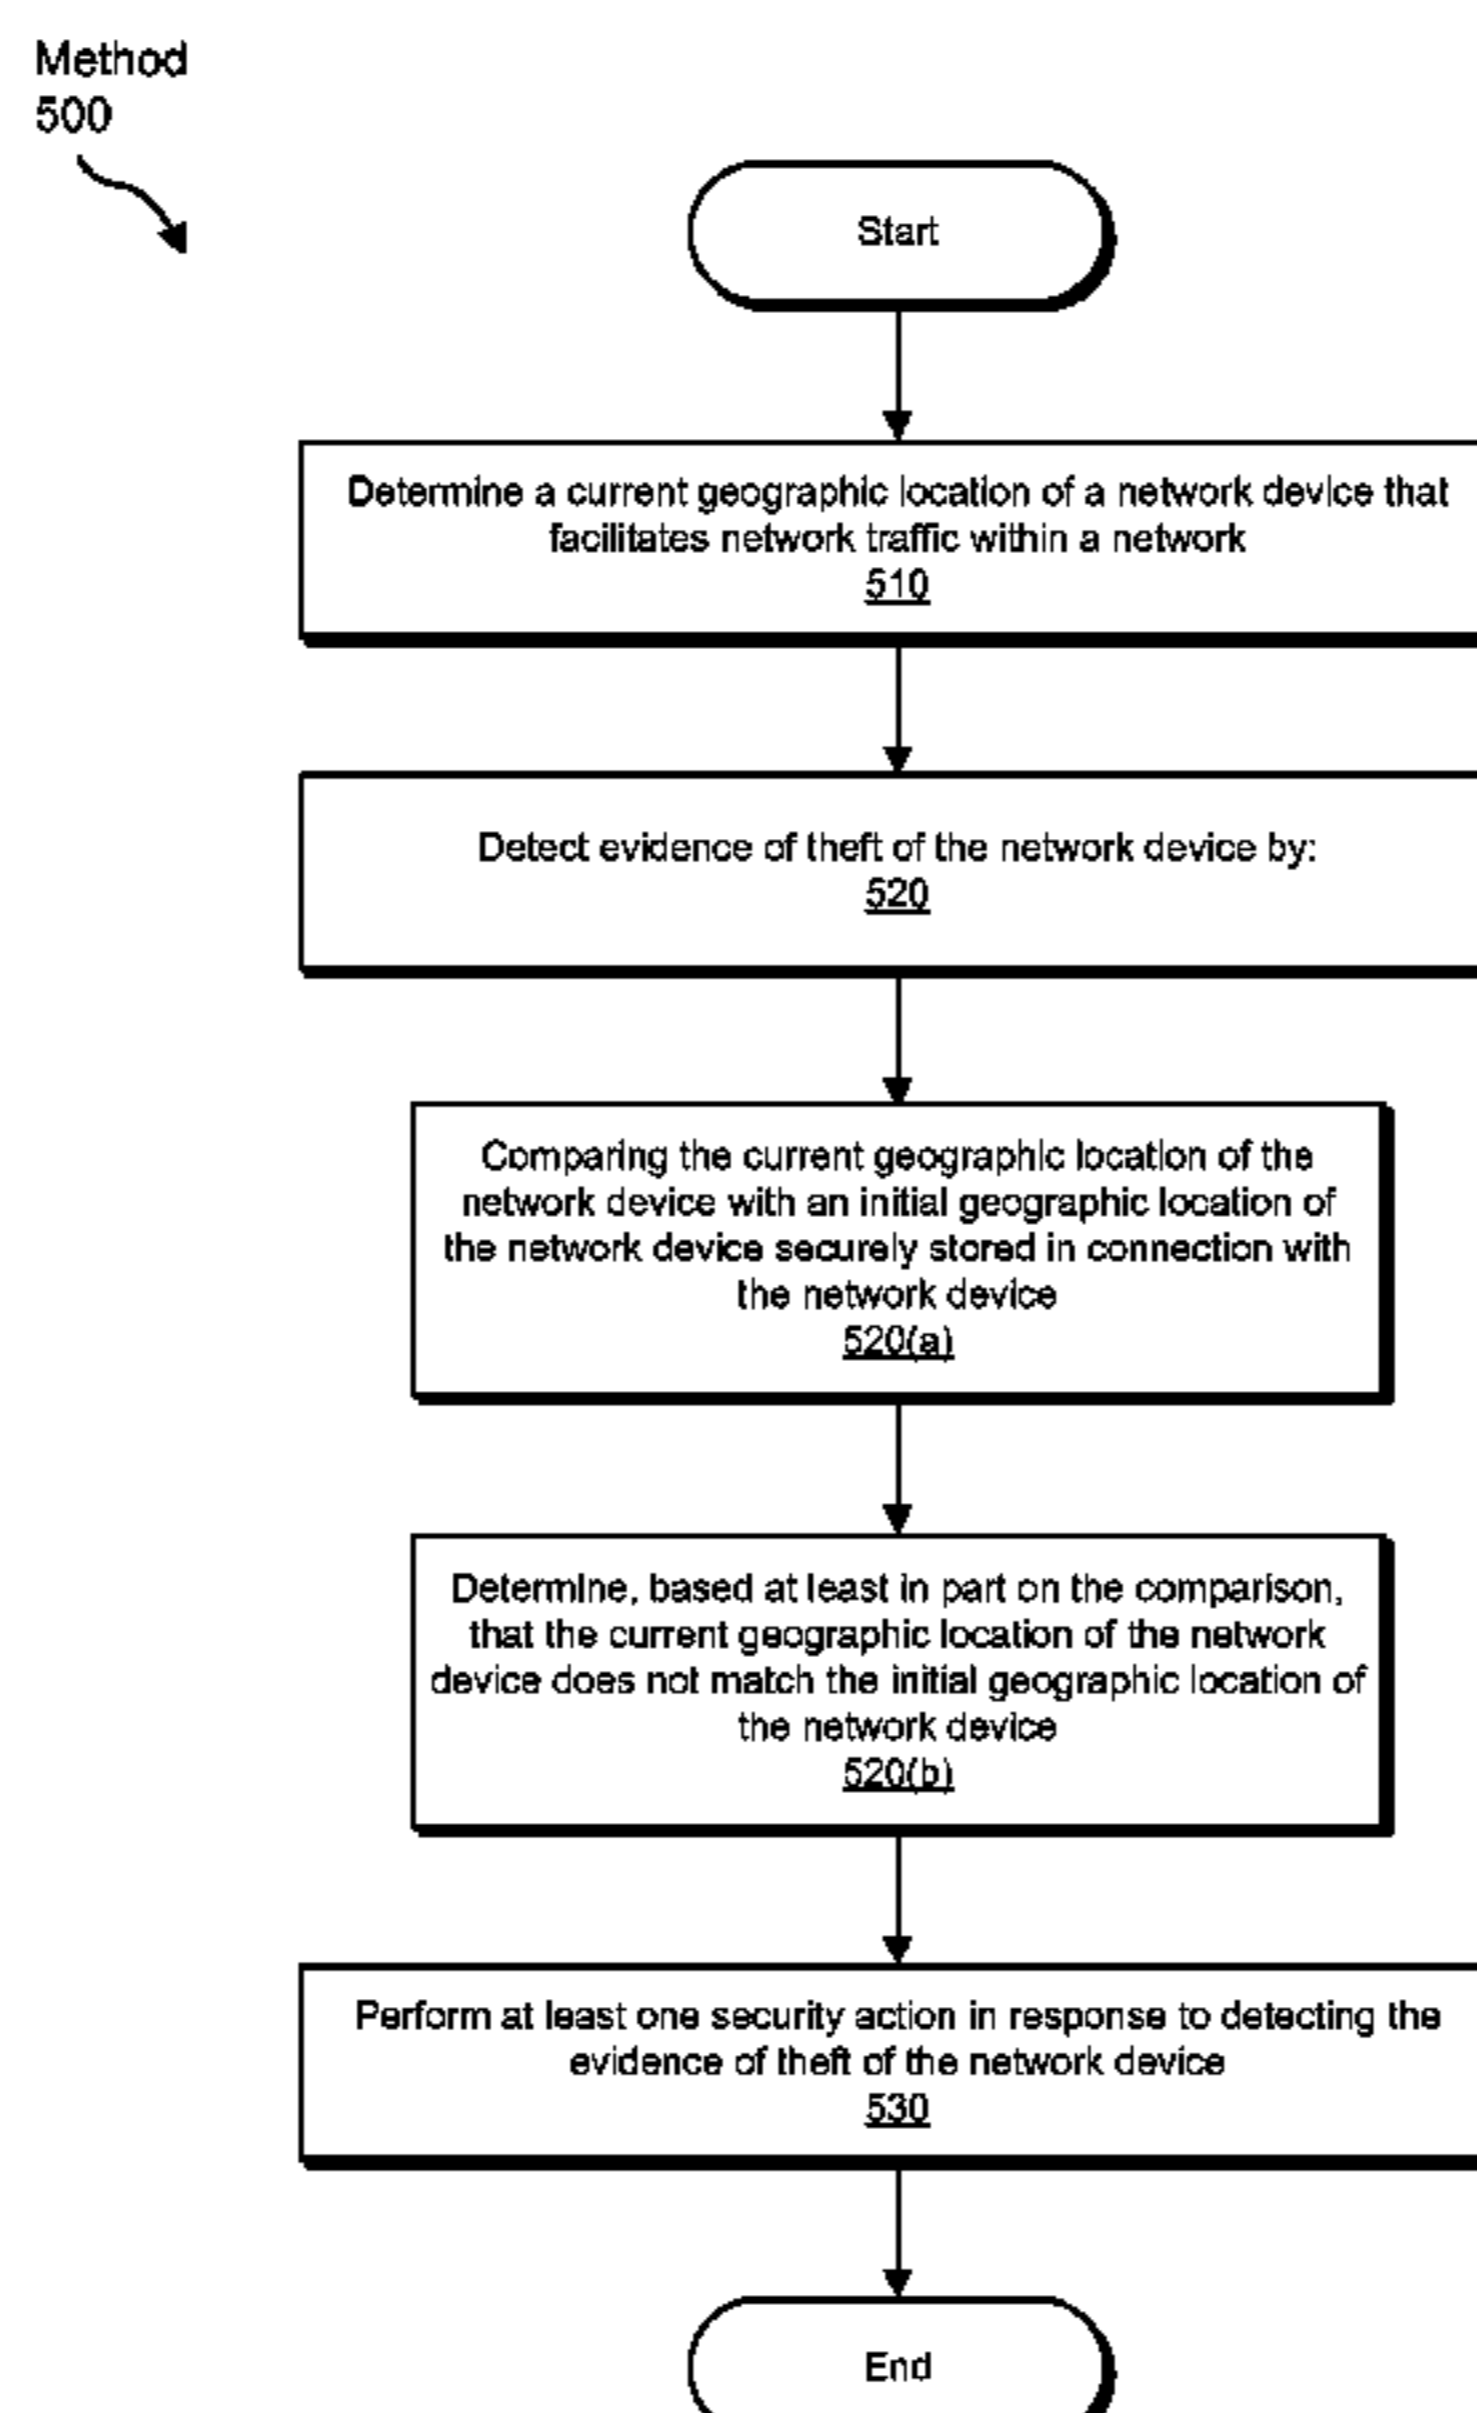 Method
500
Start
Determine a current geographic location of a network device that
facilitates network traffic within a network
510
Detect evidence of theft of the network device by:
520
Comparing the current geographic location of the
network device with an initial geographic location of
the network device securely stored in connection with
the network device
520(a)
Determine, based at least in part on the comparison,
that the current geographic location of the network
device does not match the initial geographic location of
the network device
520(b)
Perform at least one security action in response to detecting the
evidence of theft of the network device
530
End